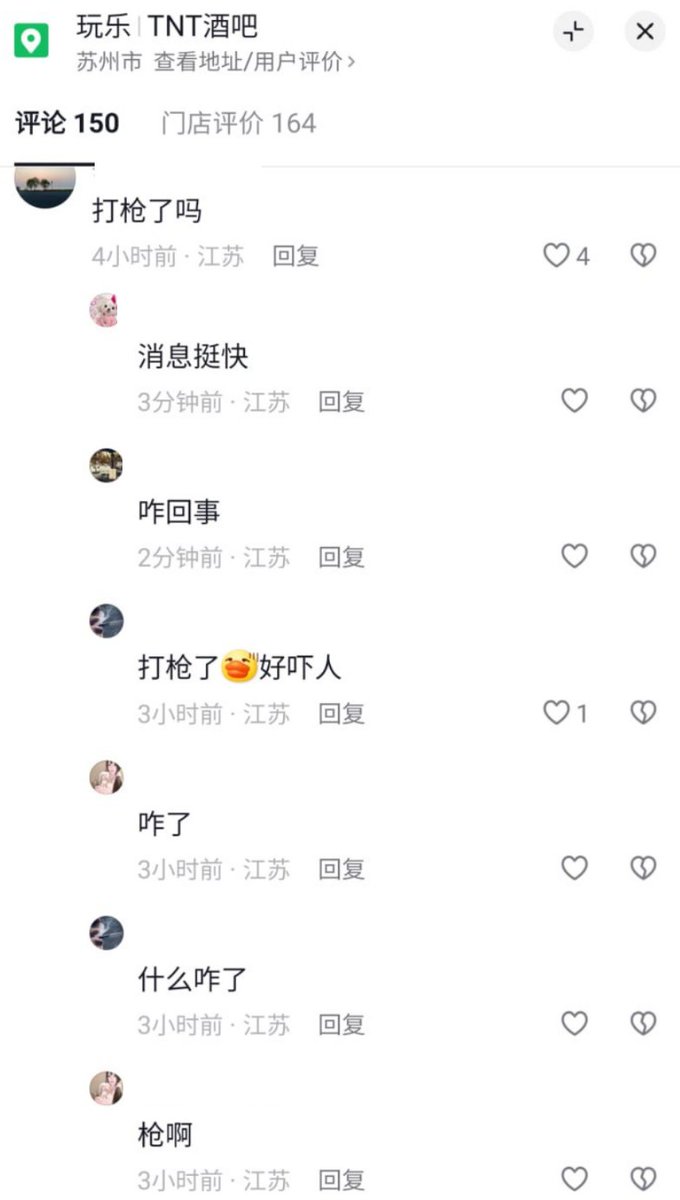 玩乐 | TNT酒吧
苏州市 查看地址/用户评价>
评论 150 门店评价 164
打枪了吗
4小时前 · 江苏 回复 4
消息挺快
3分钟前 · 江苏 回复
咋回事
2分钟前 · 江苏 回复
打枪了好吓人
3小时前 · 江苏 回复 1
咋了
3小时前 · 江苏 回复
什么咋了
3小时前 · 江苏 回复
枪啊
3小时前 · 江苏 回复